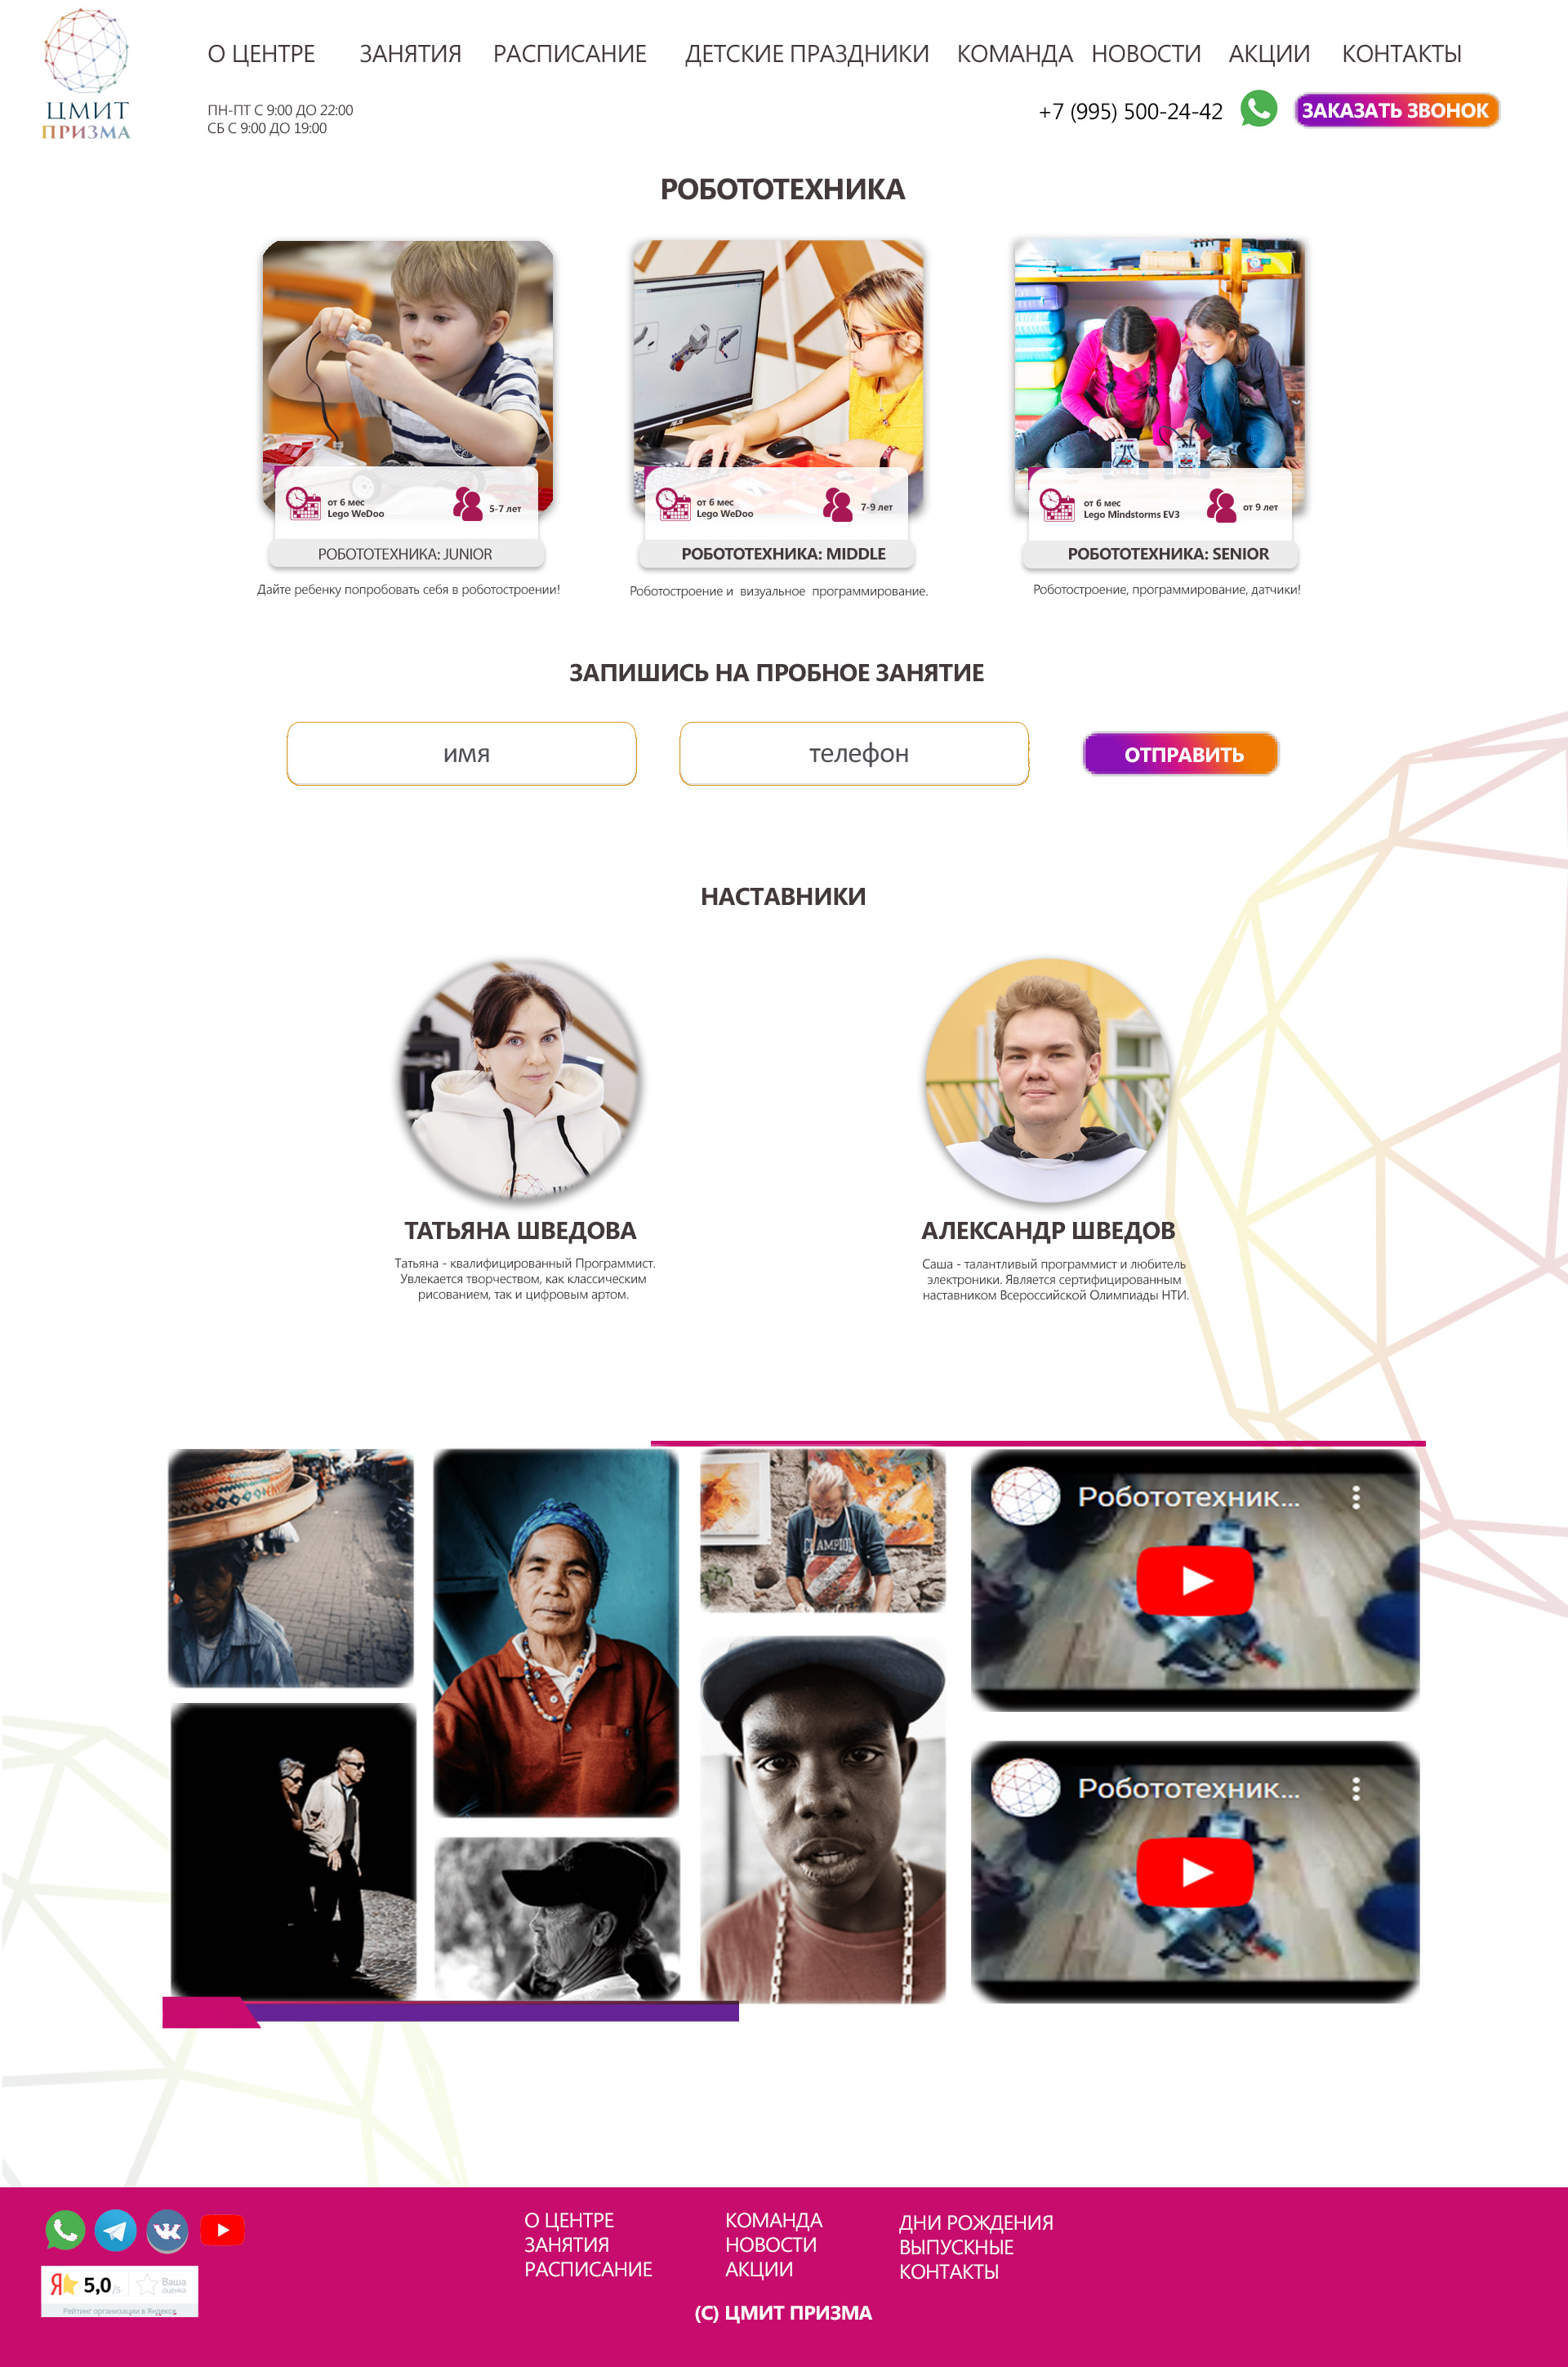 О ЦЕНТРЕ ЗАНЯТИЯ РАСПИСАНИЕ ДЕТСКИЕ ПРАЗДНИКИ КОМАНДА НОВОСТИ АКЦИИ КОНТАКТЫ
ЦМИТ
ПРИЗМА
ПН-ПТ С 9:00 ДО 22:00
СБ С 9:00 ДО 19:00
+7 (995) 500-24-42
ЗАКАЗАТЬ ЗВОНОК
РОБОТОТЕХНИКА
от 6 мес
Lego WeDoo
5-7 лет
РОБОТОТЕХНИКА: JUNIOR
Дайте ребенку попробовать себя в роботостроении!
от 6 мес
Lego WeDoo
7-9 лет
РОБОТОТЕХНИКА: MIDDLE
Роботостроение и визуальное программирование.
от 6 мес
Lego Mindstorms EV3
от 9 лет
РОБОТОТЕХНИКА: SENIOR
Роботостроение, программирование, датчики!
ЗАПИШИСЬ НА ПРОБНОЕ ЗАНЯТИЕ
имя
телефон
ОТПРАВИТЬ
НАСТАВНИКИ
ТАТЬЯНА ШВЕДОВА
Татьяна - квалифицированный Программист.
Увлекается творчеством, как классическим
рисованием, так и цифровым артом.
АЛЕКСАНДР ШВЕДОВ
Саша - талантливый программист и любитель
электроники. Является сертифицированным
наставником Всероссийской Олимпиады НТИ.
CHAMPION
Робототехник...
Робототехник...
О ЦЕНТРЕ
ЗАНЯТИЯ
РАСПИСАНИЕ
КОМАНДА
НОВОСТИ
АКЦИИ
ДНИ РОЖДЕНИЯ
ВЫПУСКНЫЕ
КОНТАКТЫ
Я 5,0 /5
Ваша
оценка
Рейтинг организации в Яндексе
(С) ЦМИТ ПРИЗМА